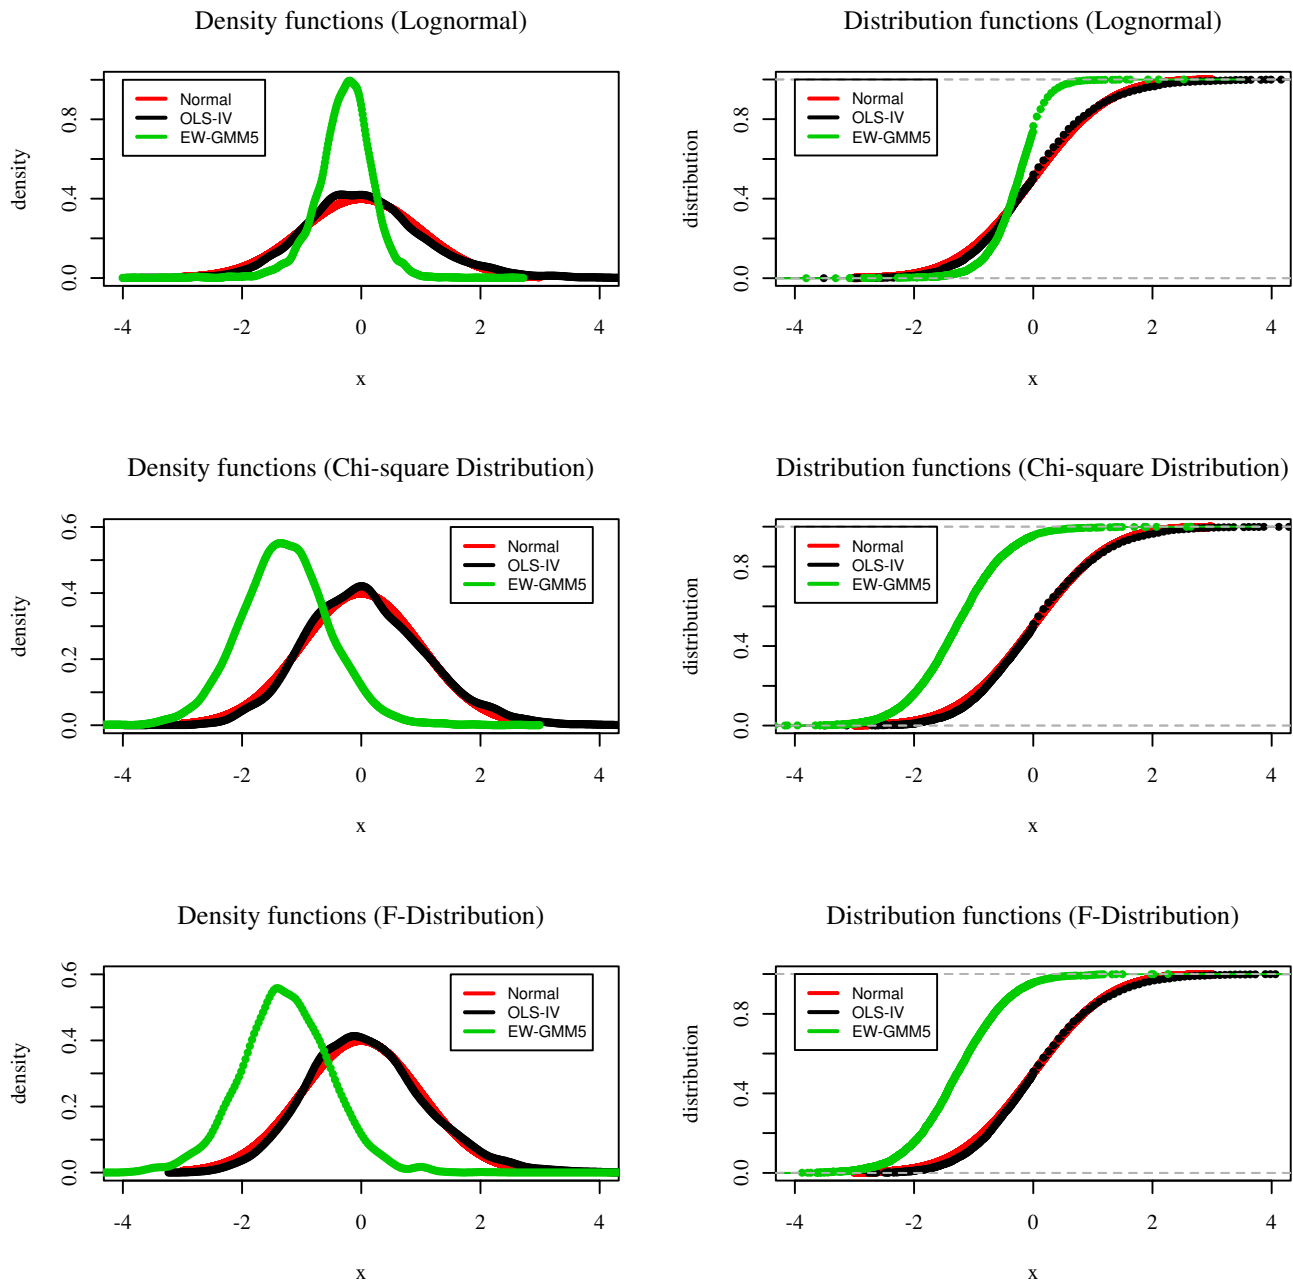 Density functions (Lognormal)
density
0.0 0.4 0.8
Normal
OLS-IV
EW-GMM5
-4 -2 0 2 4
x
Distribution functions (Lognormal)
distribution
0.0 0.4 0.8
Normal
OLS-IV
EW-GMM5
-4 -2 0 2 4
x
Density functions (Chi-square Distribution)
density
0.0 0.2 0.4 0.6
Normal
OLS-IV
EW-GMM5
-4 -2 0 2 4
x
Distribution functions (Chi-square Distribution)
distribution
0.0 0.4 0.8
Normal
OLS-IV
EW-GMM5
-4 -2 0 2 4
x
Density functions (F-Distribution)
density
0.0 0.2 0.4 0.6
Normal
OLS-IV
EW-GMM5
-4 -2 0 2 4
x
Distribution functions (F-Distribution)
distribution
0.0 0.4 0.8
Normal
OLS-IV
EW-GMM5
-4 -2 0 2 4
x